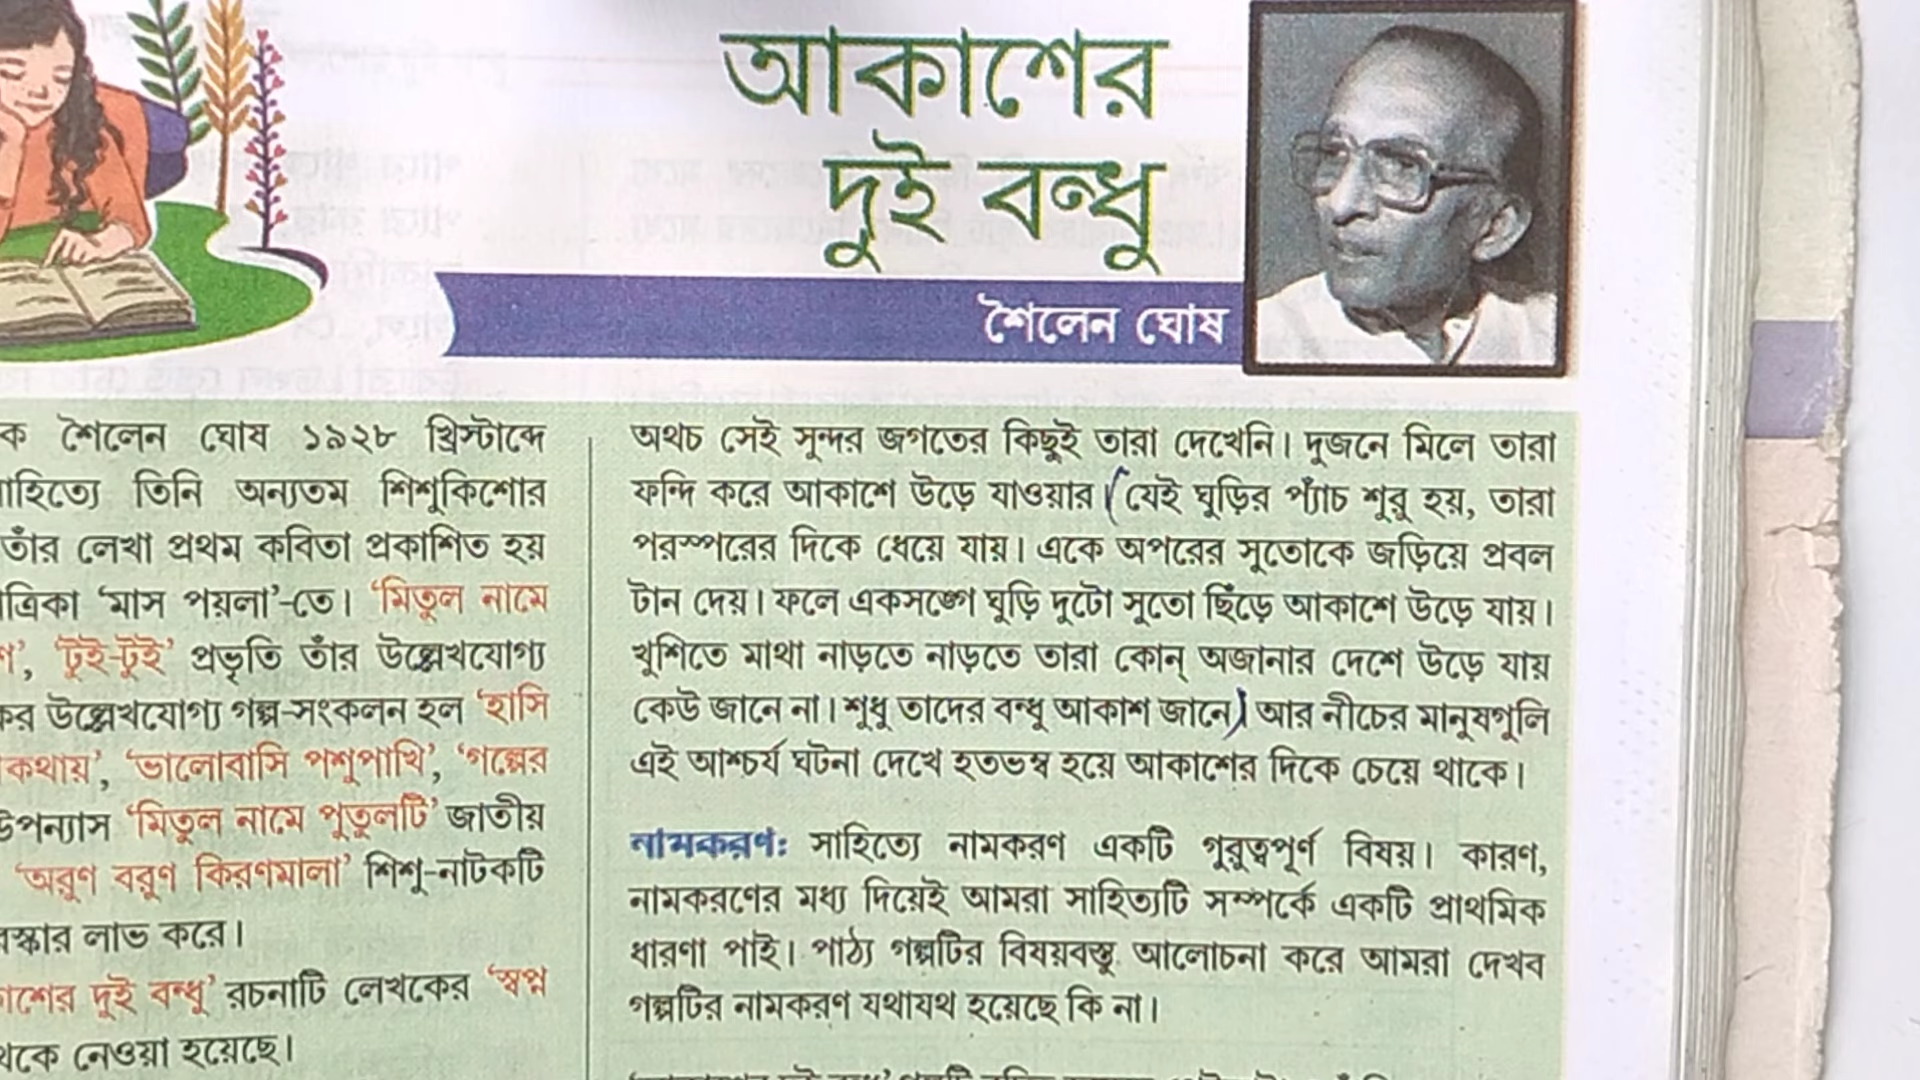 আকাশের
দুই বন্ধু
শৈলেন ঘোষ
ক শৈলেন ঘোষ ১৯২৮ খ্রিস্টাব্দে
াহিত্যে তিনি অন্যতম শিশুকিশোর
তাঁর লেখা প্রথম কবিতা প্রকাশিত হয়
ত্রিকা ‘মাস পয়লা’-তে। ‘মিতুল নামে
’, ‘টুই-টুই’ প্রভৃতি তাঁর উল্লেখযোগ্য
কর উল্লেখযোগ্য গল্প-সংকলন হল ‘হাসি
কথায়’, ‘ভালোবাসি পশুপাখি’, ‘গল্পের
উপন্যাস ‘মিতুল নামে পুতুলটি’ জাতীয়
‘অরুণ বরুণ কিরণমালা’ শিশু-নাটকটি
রস্কার লাভ করে।
াশের দুই বন্ধু’ রচনাটি লেখকের ‘স্বপ্ন
থকে নেওয়া হয়েছে।
অথচ সেই সুন্দর জগতের কিছুই তারা দেখেনি। দুজনে মিলে তারা
ফন্দি করে আকাশে উড়ে যাওয়ার। (যেই ঘুড়ির প্যাঁচ শুরু হয়, তারা
পরস্পরের দিকে ধেয়ে যায়। একে অপরের সুতোকে জড়িয়ে প্রবল
টান দেয়। ফলে একসঙ্গে ঘুড়ি দুটো সুতো ছিঁড়ে আকাশে উড়ে যায়।
খুশিতে মাথা নাড়তে নাড়তে তারা কোন্ অজানার দেশে উড়ে যায়
কেউ জানে না। শুধু তাদের বন্ধু আকাশ জানে।) আর নীচের মানুষগুলি
এই আশ্চর্য ঘটনা দেখে হতভম্ব হয়ে আকাশের দিকে চেয়ে থাকে।
নামকরণ: সাহিত্যে নামকরণ একটি গুরুত্বপূর্ণ বিষয়। কারণ,
নামকরণের মধ্য দিয়েই আমরা সাহিত্যটি সম্পর্কে একটি প্রাথমিক
ধারণা পাই। পাঠ্য গল্পটির বিষয়বস্তু আলোচনা করে আমরা দেখব
গল্পটির নামকরণ যথাযথ হয়েছে কি না।